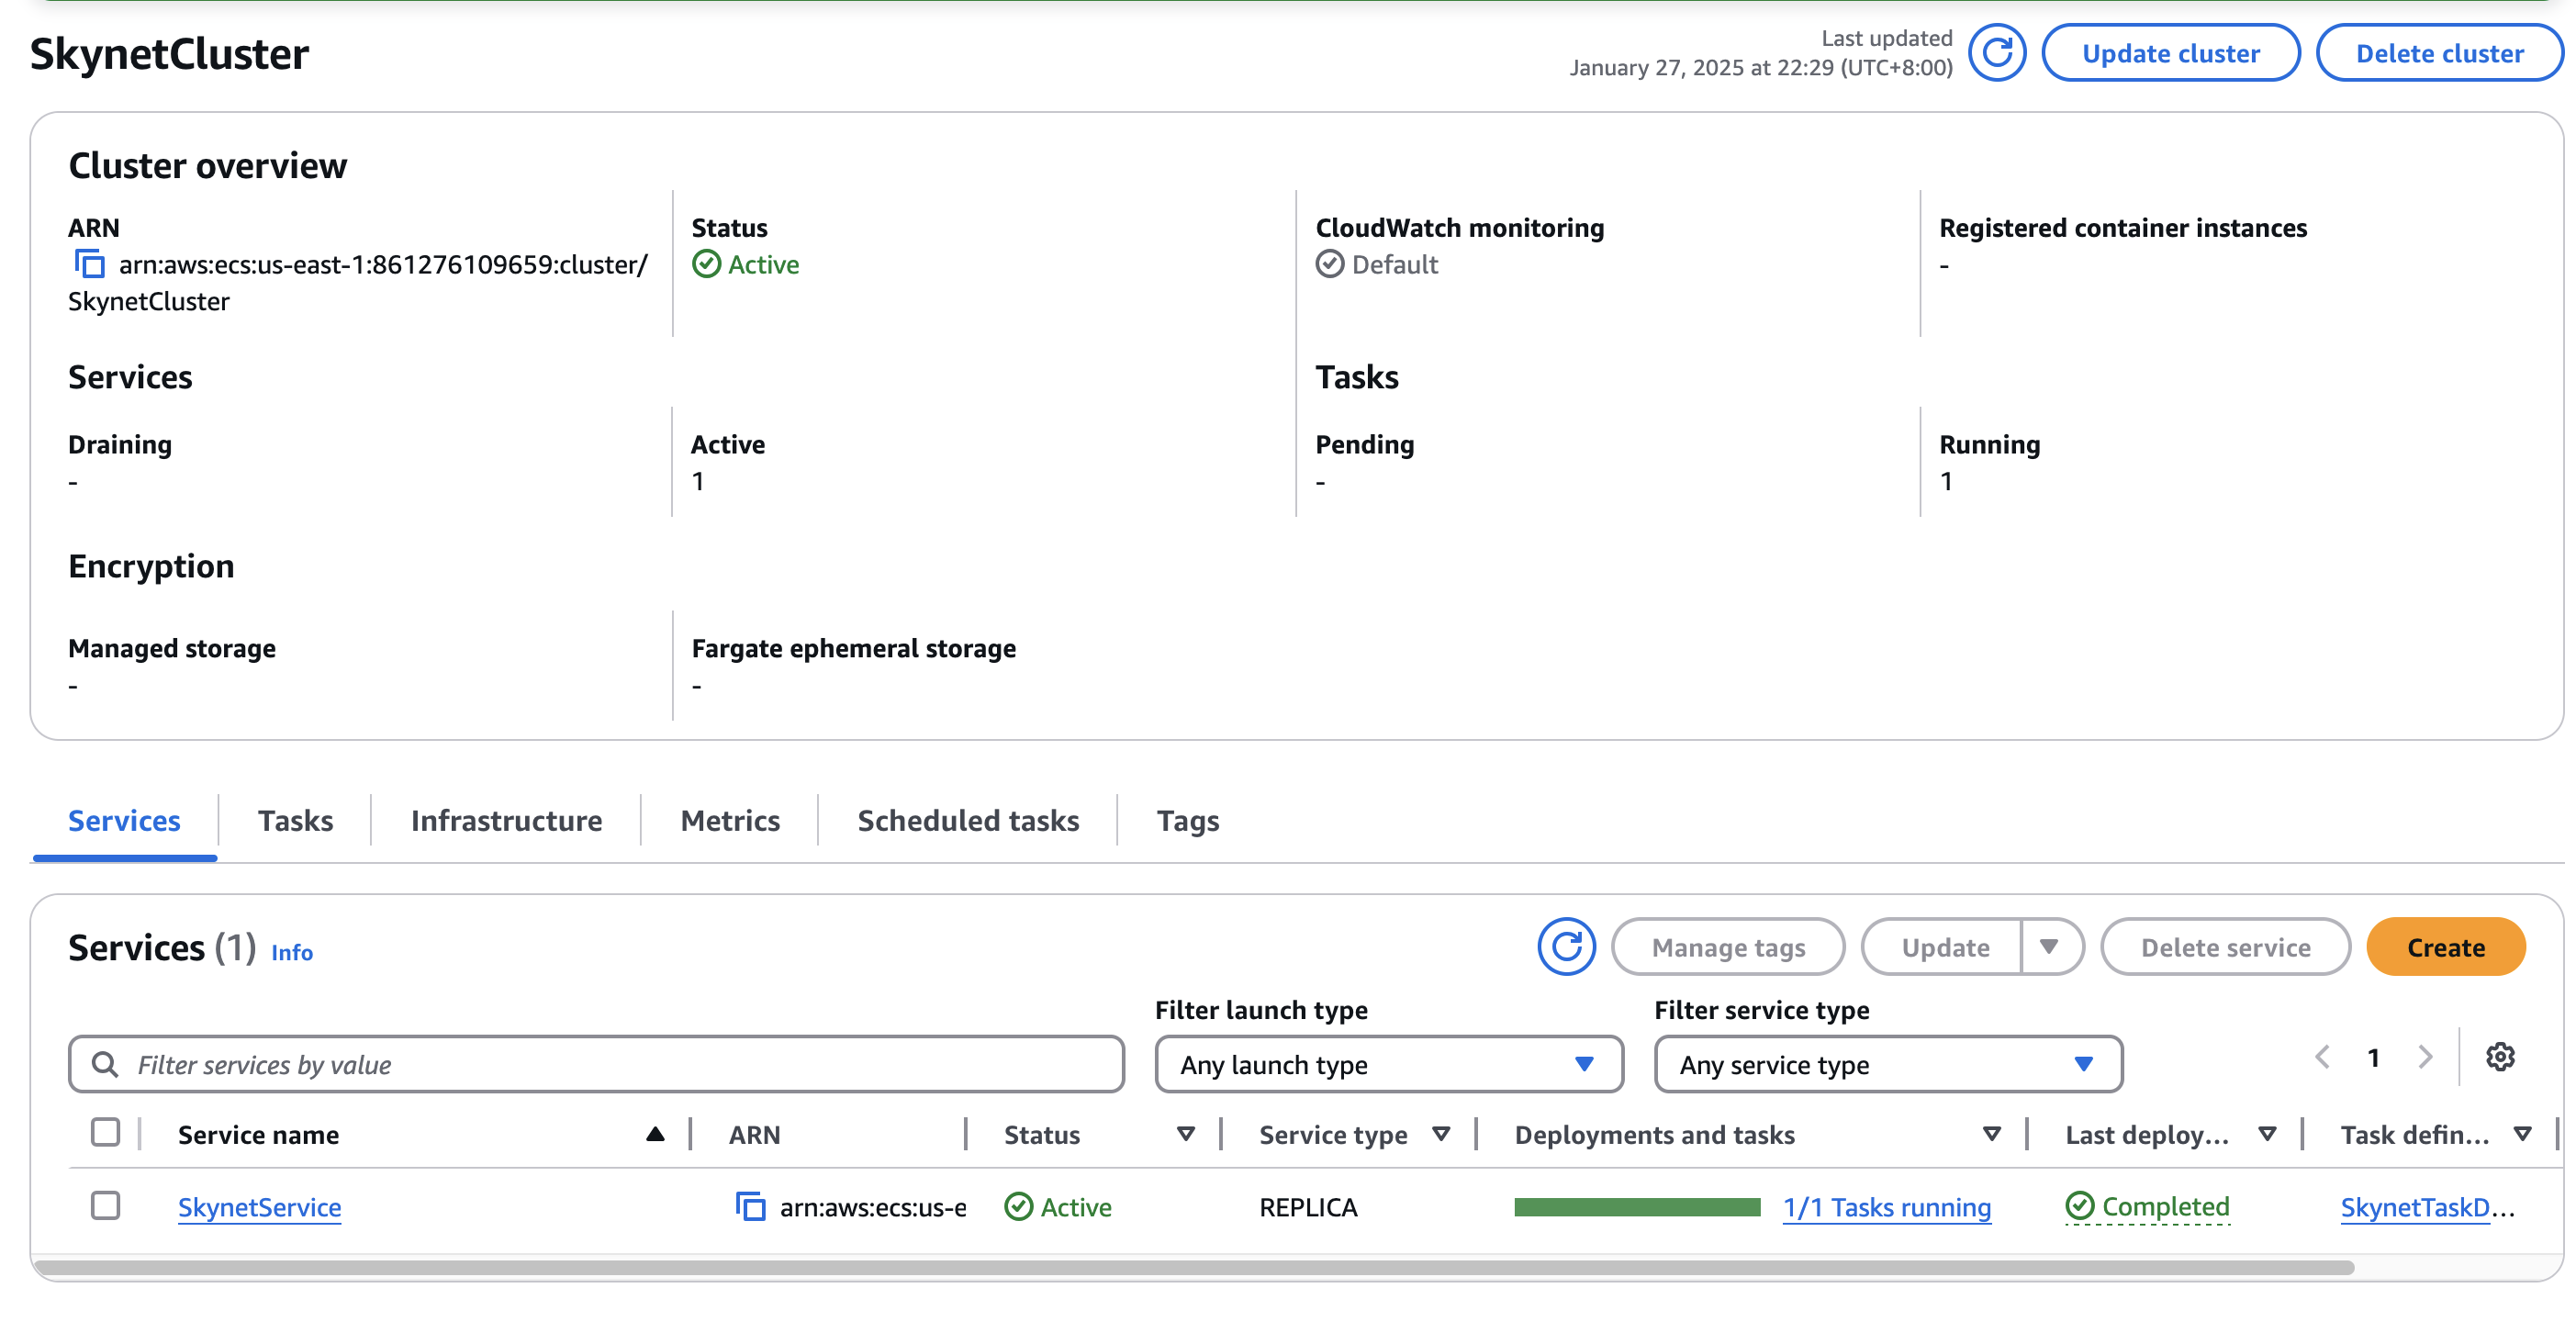 SkynetCluster
Last updated
January 27, 2025 at 22:29 (UTC+8:00)
Update cluster
Delete cluster
Cluster overview
ARN
arn:aws:ecs:us-east-1:861276109659:cluster/
SkynetCluster
Status
Active
CloudWatch monitoring
Default
Registered container instances
-
Services
Tasks
Draining
-
Active
1
Pending
-
Running
1
Encryption
Managed storage
-
Fargate ephemeral storage
-
Services
Tasks
Infrastructure
Metrics
Scheduled tasks
Tags
Services (1) Info
Manage tags
Update
Delete service
Create
Filter launch type
Filter service type
Filter services by value
Any launch type
Any service type
1
Service name
ARN
Status
Service type
Deployments and tasks
Last deploy...
Task defin...
SkynetService
arn:aws:ecs:us-e
Active
REPLICA
1/1 Tasks running
Completed
SkynetTaskD...